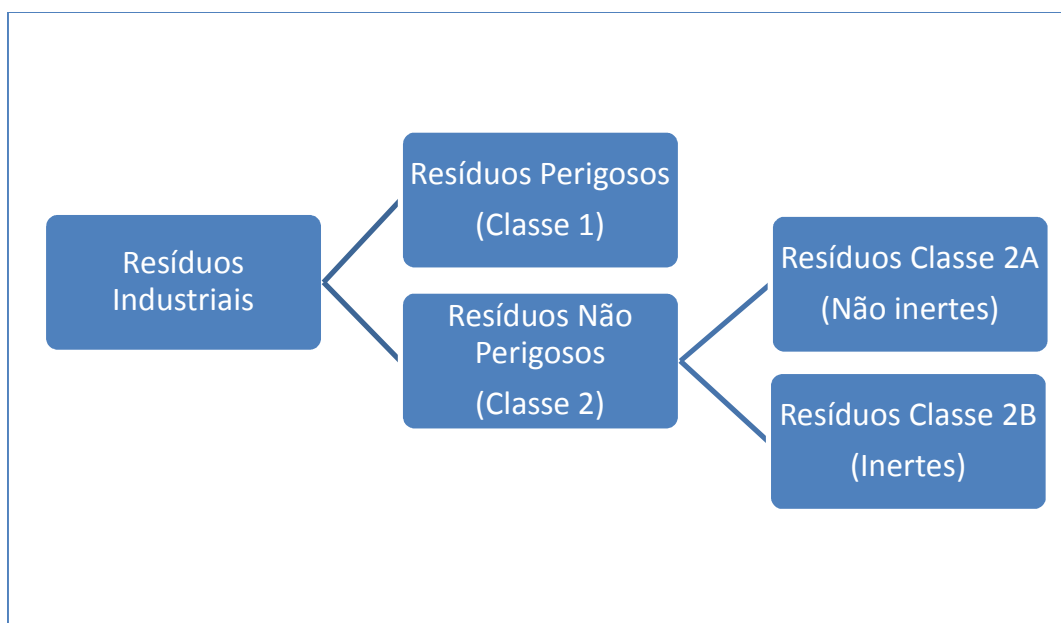 Resíduos
Industriais
Resíduos Perigosos
(Classe 1)
Resíduos Não
Perigosos
(Classe 2)
Resíduos Classe 2A
(Não inertes)
Resíduos Classe 2B
(Inertes)